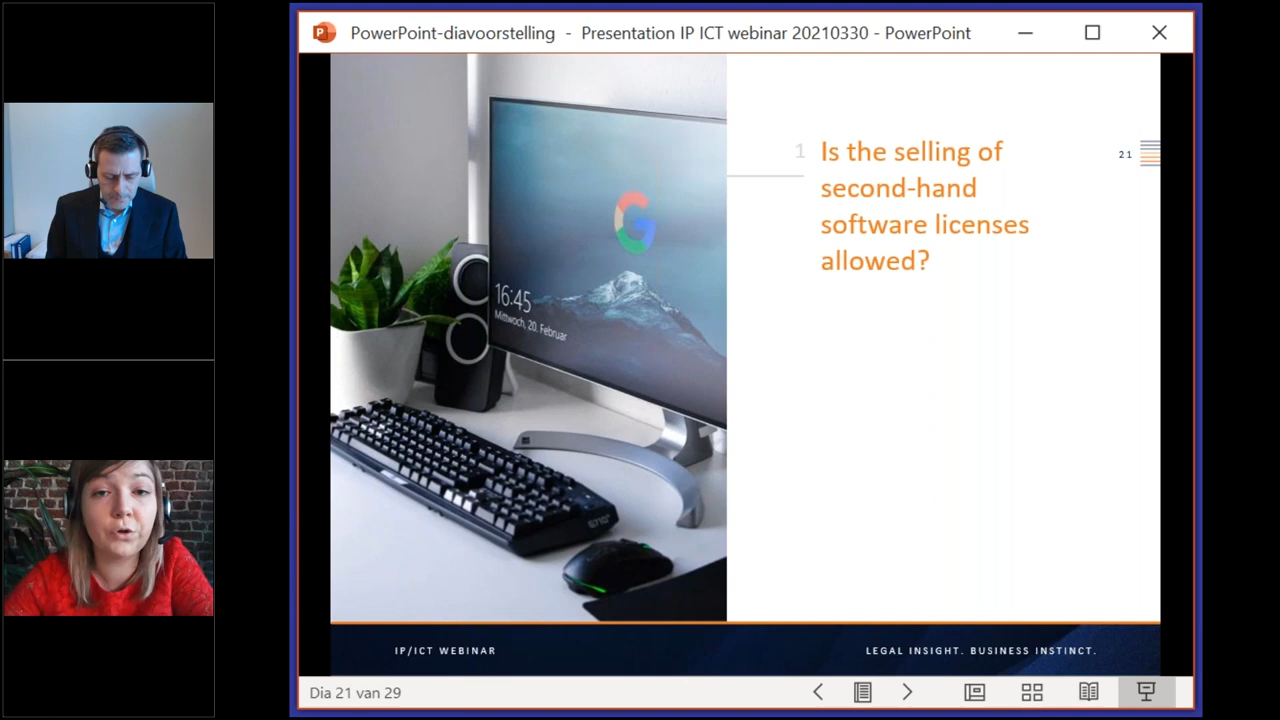 PowerPoint-diavoorstelling - Presentation IP ICT webinar 20210330 - PowerPoint
16:45
Mittwoch, 20. Februar
G710+
1
Is the selling of
second-hand
software licenses
allowed?
21
IP/ICT WEBINAR
LEGAL INSIGHT. BUSINESS INSTINCT.
Dia 21 van 29